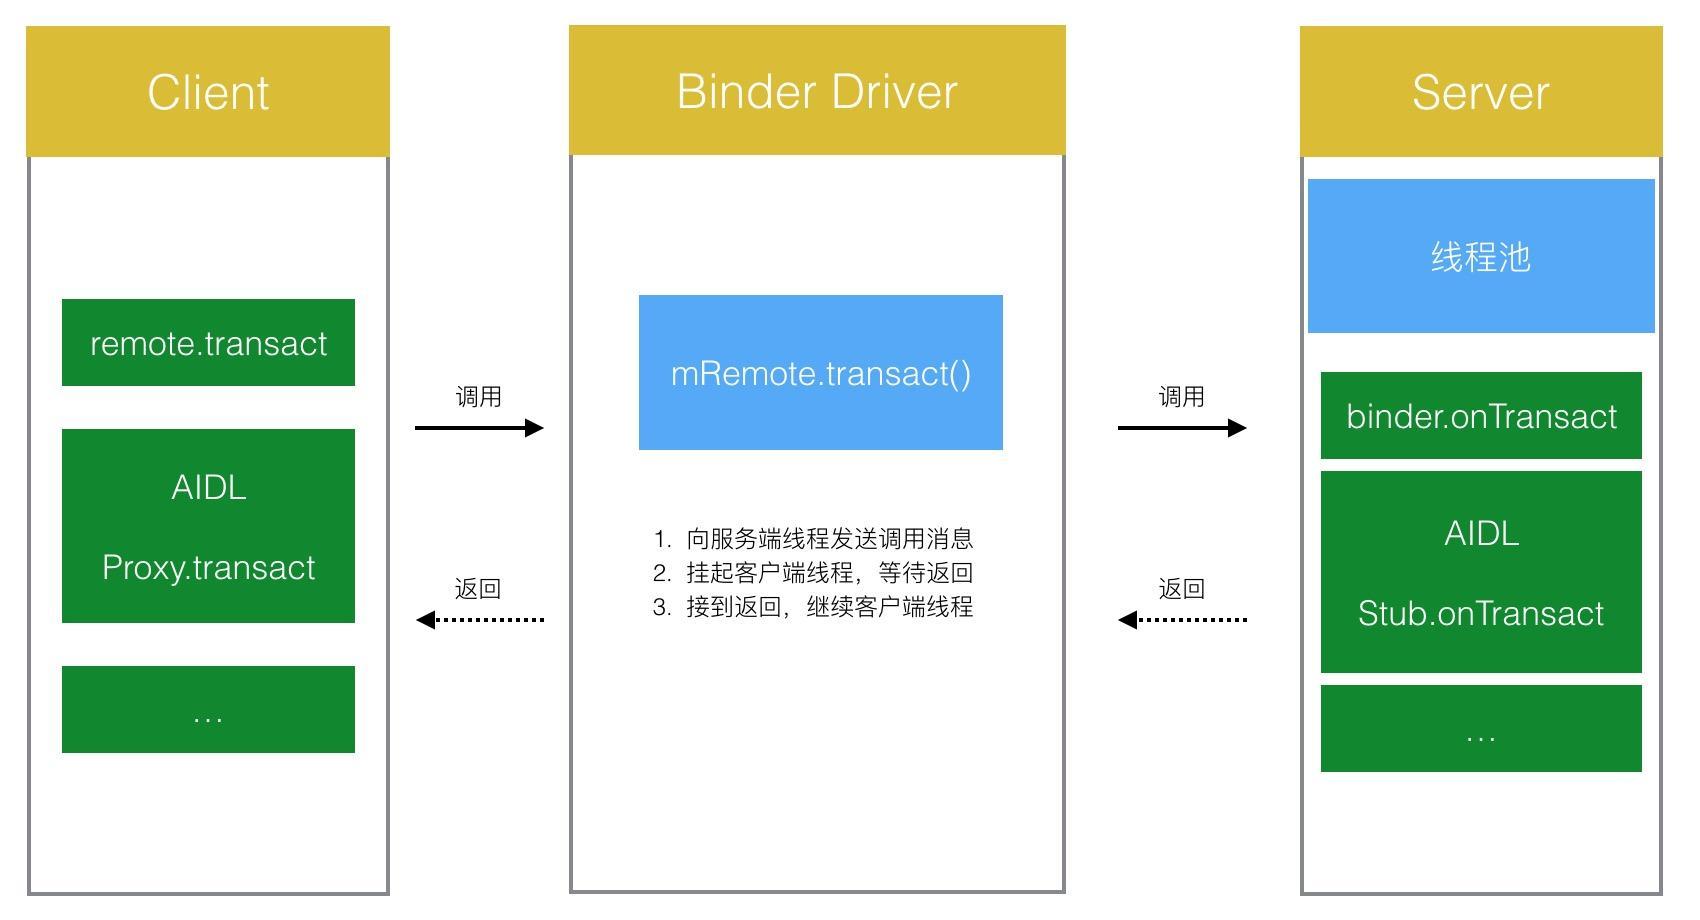 Client
remote.transact
AIDL
Proxy.transact
...
调用
返回
Binder Driver
mRemote.transact()
1. 向服务端线程发送调用消息
2. 挂起客户端线程，等待返回
3. 接到返回，继续客户端线程
调用
返回
Server
线程池
binder.onTransact
AIDL
Stub.onTransact
...